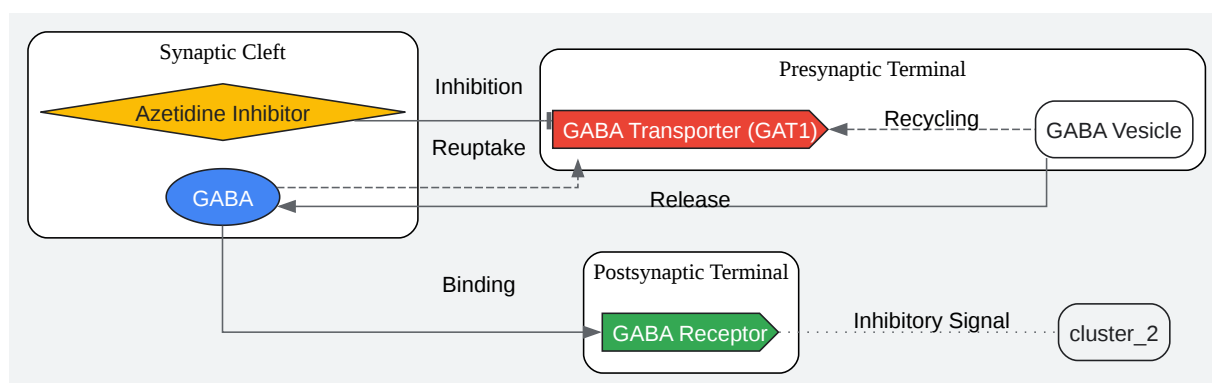 Synaptic Cleft
Azetidine Inhibitor
GABA
Inhibition
Reuptake
Presynaptic Terminal
GABA Transporter (GAT1)
Recycling
GABA Vesicle
Release
Binding
Postsynaptic Terminal
GABA Receptor
Inhibitory Signal
cluster_2